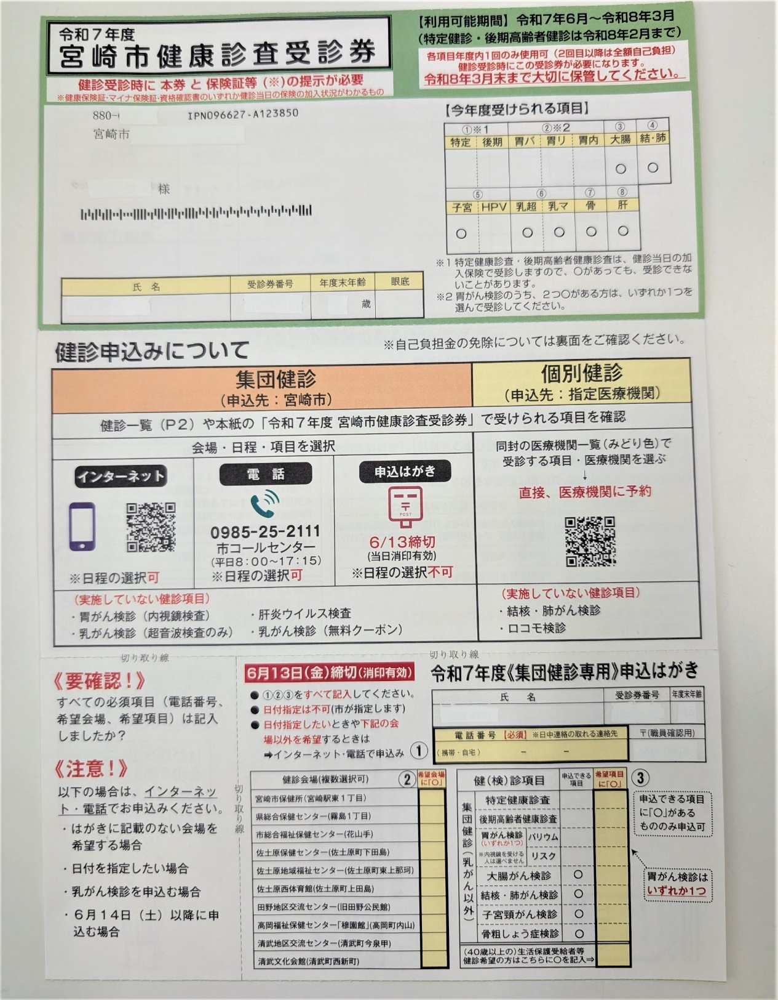 令和7年度
宮崎市健康診査受診券
健診受診時に 本券 と 保険証等(※)の提示が必要
※健康保険証・マイナ保険証・資格確認書のいずれか健診当日の保険の加入状況がわかるもの
【利用可能期間】令和7年6月～令和8年3月
(特定健診・後期高齢者健診は令和8年2月まで)
各項目年度内1回のみ使用可(2回目以降は全額自己負担)
健診受診時にこの受診券が必要になります。
令和8年3月末まで大切に保管してください。
880-
IPN096627-A123850
宮崎市
様
氏 名 受診券番号 年度末年齢 眼底
歳
【今年度受けられる項目】
①※1 ②※2 ③ ④
特定 後期 胃バ 胃リ 胃内 大腸 結・肺
○ ○
⑤ ⑥ ⑦ ⑧
子宮 HPV 乳超 乳マ 骨 肝
○ ○ ○ ○ ○
※1 特定健康診査・後期高齢者健康診査は、健診当日の加
入保険で受診しますので、○があっても、受診できな
いことがあります。
※2 胃がん検診のうち、2つ○がある方は、いずれか1つを
選んで受診してください。
健診申込みについて
※自己負担金の免除については裏面をご確認ください。
集団健診
(申込先：宮崎市)
個別健診
(申込先：指定医療機関)
健診一覧(P2)や本紙の「令和7年度 宮崎市健康診査受診券」で受けられる項目を確認
会場・日程・項目を選択
インターネット
※日程の選択可
電 話
0985-25-2111
市コールセンター
(平日8：00～17：15)
※日程の選択可
申込はがき
〒
POST
6/13締切
(当日消印有効)
※日程の選択不可
同封の医療機関一覧(みどり色)で
受診する項目・医療機関を選ぶ
↓
直接、医療機関に予約
(実施していない健診項目)
・胃がん検診(内視鏡検査) ・肝炎ウイルス検査
・乳がん検診(超音波検査のみ) ・乳がん検診(無料クーポン)
(実施していない健診項目)
・結核・肺がん検診
・ロコモ検診
切り取り線
切り取り線
《要確認！》
すべての必須項目(電話番号、
希望会場、希望項目)は記入
しましたか？
《注意！》
以下の場合は、インターネッ
ト・電話でお申込みください。
・はがきに記載のない会場を
希望する場合
・日付を指定したい場合
・乳がん検診を申込む場合
・6月14日(土)以降に申
込む場合
切り取り線
6月13日(金)締切(消印有効)
● ①②③をすべて記入してください。
● 日付指定は不可(市が指定します)
● 日付指定したいときや下記の会
場以外を希望するときは
➡インターネット・電話で申込み
令和7年度《集団健診専用》申込はがき
氏 名 受診券番号 年度末年齢
①
電話番号【必須】※日中連絡の取れる連絡先
〒(職員確認用)
(携帯・自宅) － －
健診会場(複数選択可) ② 希望会場に「○」
宮崎市保健所(宮崎駅東1丁目)
県総合保健センター(霧島1丁目)
市総合福祉保健センター(花山手)
佐土原保健センター(佐土原町下田島)
佐土原地域福祉センター(佐土原町東上那珂)
佐土原西体育館(佐土原町上田島)
田野地区交流センター(旧田野公民館)
高岡福祉保健センター「穆園館」(高岡町内山)
清武地区交流センター(清武町今泉甲)
清武文化会館(清武町西新町)
健(検)診項目 申込できる項目 希望項目に「○」 ③
集団健診(乳がん以外)
特定健康診査
後期高齢者健康診査
胃がん検診 バリウム
(いずれか1つ)
※内視鏡を受ける リスク
人は選べません
大腸がん検診 ○
結核・肺がん検診 ○
子宮頸がん検診 ○
骨粗しょう症検診 ○
(40歳以上の)生活保護受給者等
健診希望の方はこちらに○を記入⇒
申込できる項目
に「○」がある
もののみ申込可
胃がん検診は
いずれか1つ